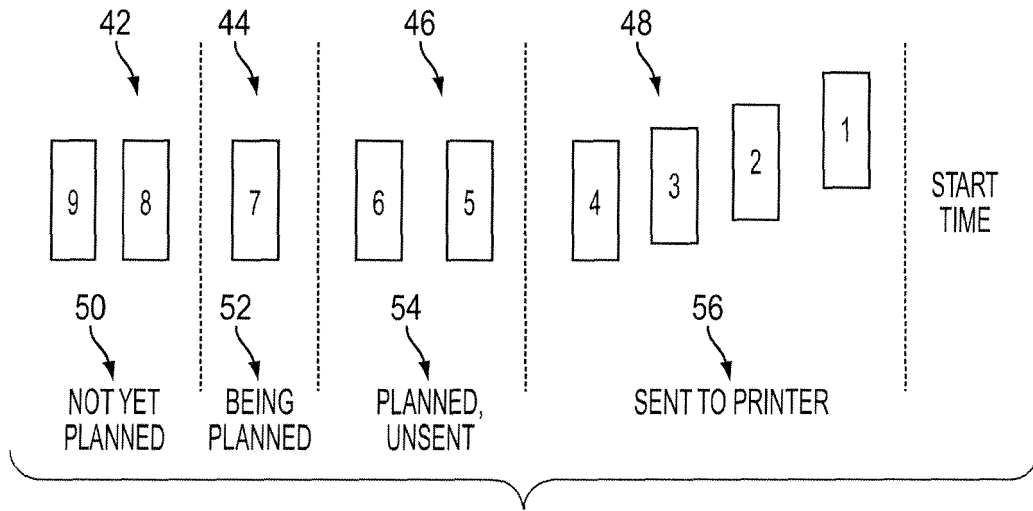 42 44 46 48
9 8 7 6 5 4 3 2 1
START
TIME
50 52 54 56
NOT YET BEING PLANNED, SENT TO PRINTER
PLANNED PLANNED UNSENT